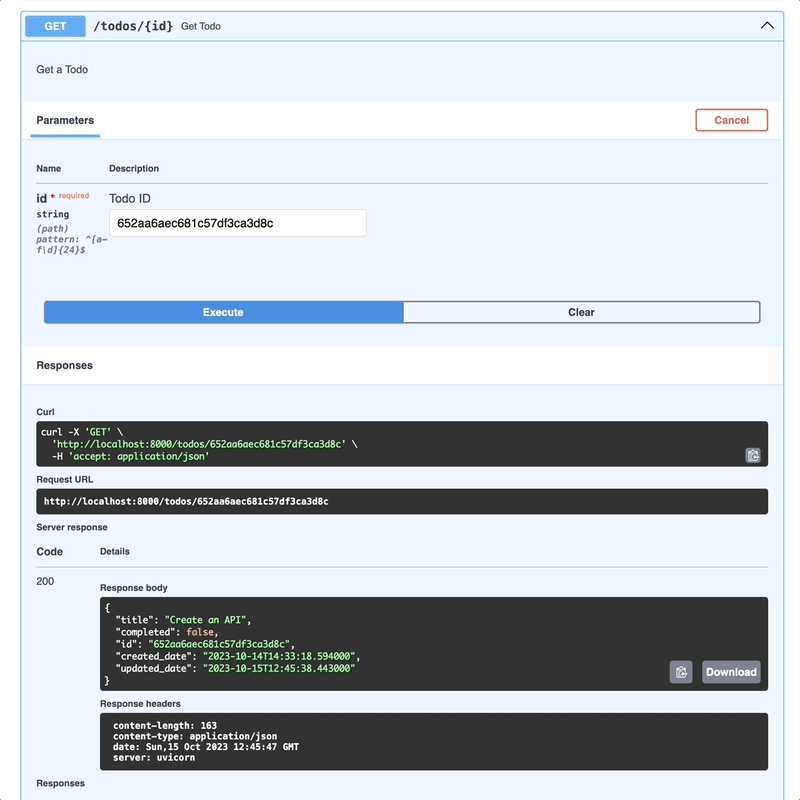 GET /todos/{id} Get Todo
Get a Todo
Parameters
Cancel
Name Description
id * required
string
(path)
pattern: ^[a-
f\d]{24}$
Todo ID
652aa6aec681c57df3ca3d8c
Execute Clear
Responses
Curl
curl -X 'GET' \
'http://localhost:8000/todos/652aa6aec681c57df3ca3d8c' \
-H 'accept: application/json'
Request URL
http://localhost:8000/todos/652aa6aec681c57df3ca3d8c
Server response
Code Details
200
Response body
{
"title": "Create an API",
"completed": false,
"id": "652aa6aec681c57df3ca3d8c",
"created_date": "2023-10-14T14:33:18.594000",
"updated_date": "2023-10-15T12:45:38.443000"
}
Download
Response headers
content-length: 163
content-type: application/json
date: Sun,15 Oct 2023 12:45:47 GMT
server: uvicorn
Responses